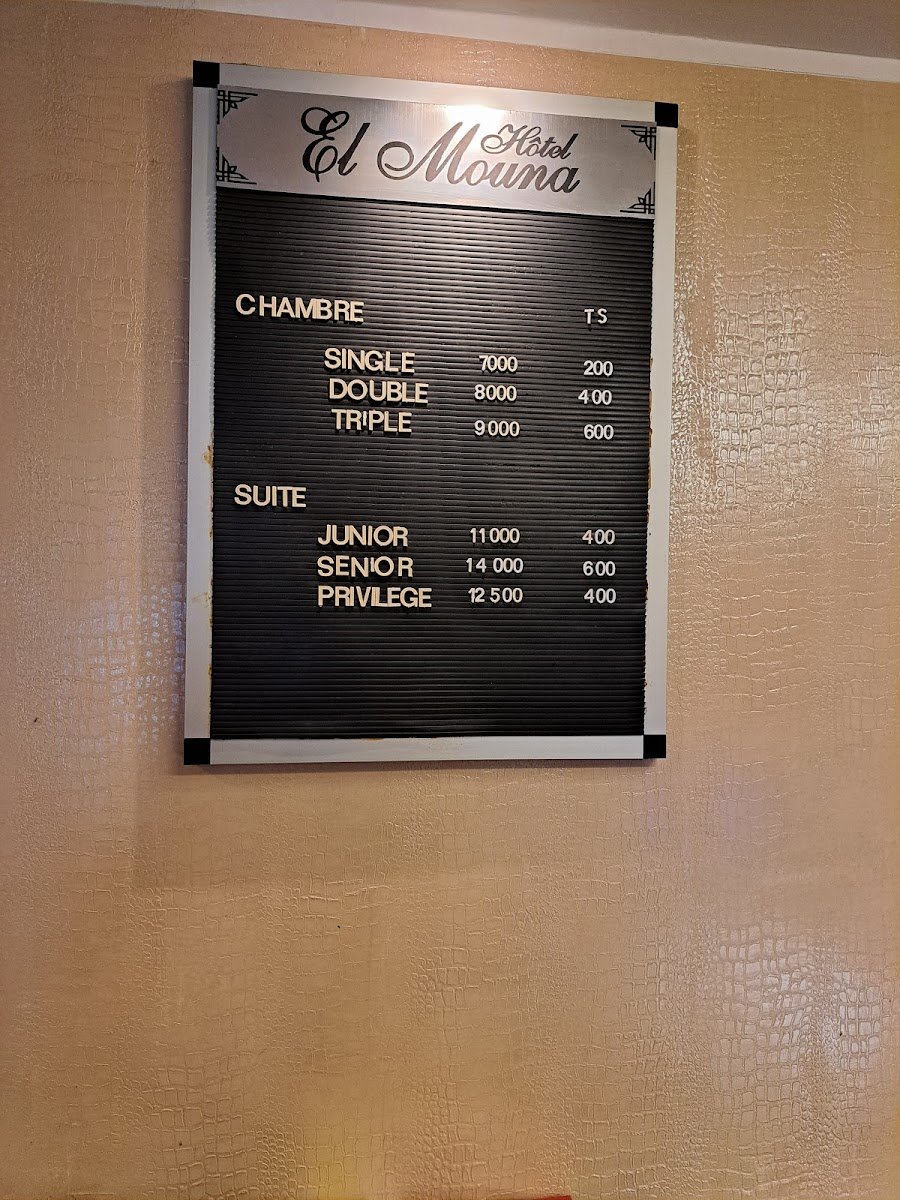 El Mouna Hôtel
CHAMBRE TS
SINGLE 7000 200
DOUBLE 8000 400
TRIPLE 9000 600
SUITE
JUNIOR 11000 400
SENIOR 14 000 600
PRIVILEGE 12 500 400